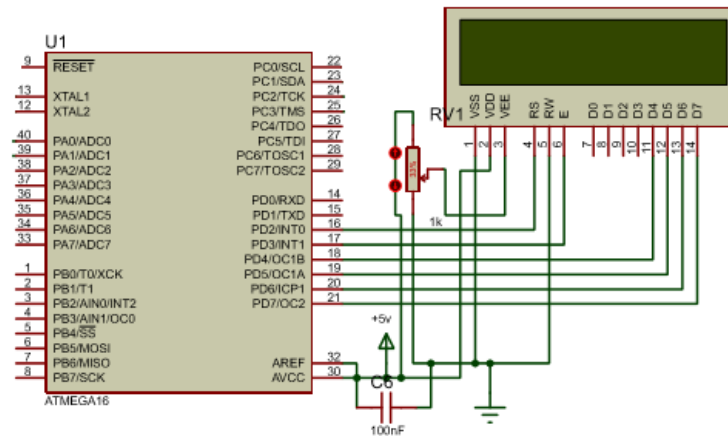 U1
9 RESET
13 XTAL1
12 XTAL2
40 PA0/ADC0
39 PA1/ADC1
38 PA2/ADC2
37 PA3/ADC3
36 PA4/ADC4
35 PA5/ADC5
34 PA6/ADC6
33 PA7/ADC7
1 PB0/T0/XCK
2 PB1/T1
3 PB2/AIN0/INT2
4 PB3/AIN1/OC0
5 PB4/SS
6 PB5/MOSI
7 PB6/MISO
8 PB7/SCK
PC0/SCL 22
PC1/SDA 23
PC2/TCK 24
PC3/TMS 25
PC4/TDO 26
PC5/TDI 27
PC6/TOSC1 28
PC7/TOSC2 29
PD0/RXD 14
PD1/TXD 15
PD2/INT0 16
PD3/INT1 17
PD4/OC1B 18
PD5/OC1A 19
PD6/ICP1 20
PD7/OC2 21
AREF 32
AVCC 30
ATMEGA16
RV1
33%
1k
VSS VDD VEE RS RW E D0 D1 D2 D3 D4 D5 D6 D7
1 2 3 4 5 6 7 8 9 10 11 12 13 14
+5v
C6
100nF